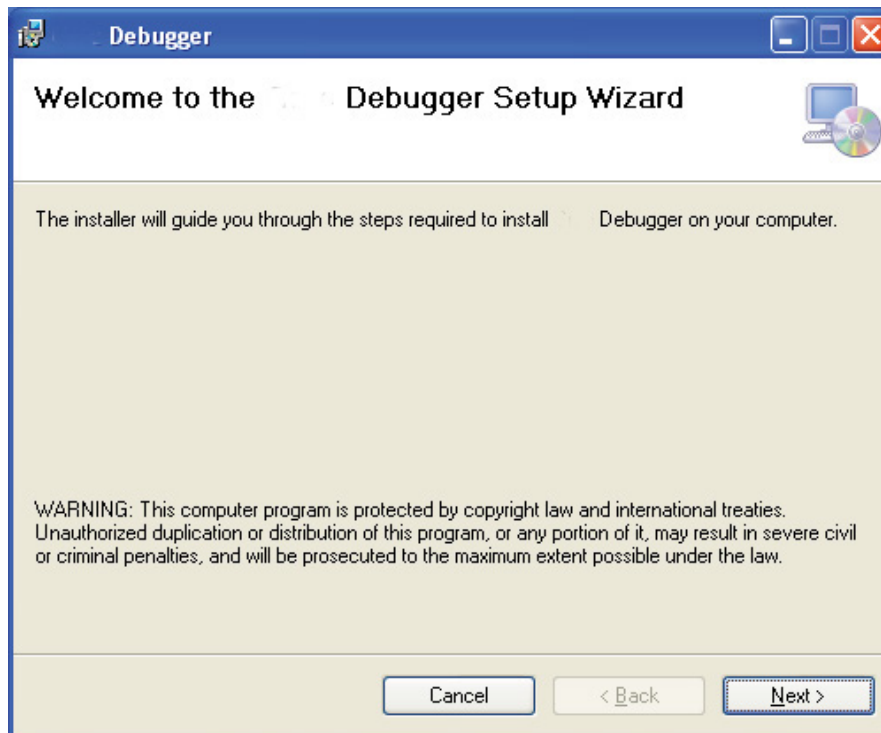 Debugger
Welcome to the Debugger Setup Wizard
The installer will guide you through the steps required to install Debugger on your computer.
WARNING: This computer program is protected by copyright law and international treaties.
Unauthorized duplication or distribution of this program, or any portion of it, may result in severe civil
or criminal penalties, and will be prosecuted to the maximum extent possible under the law.
Cancel < Back Next >